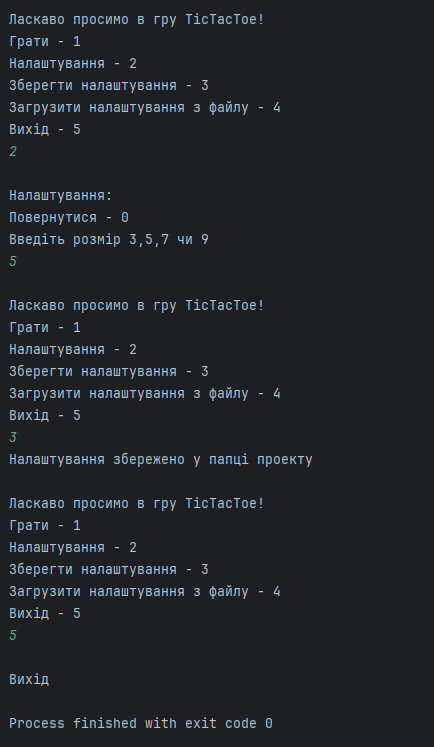 Ласкаво просимо в гру TicTacToe!
Грати - 1
Налаштування - 2
Зберегти налаштування - 3
Загрузити налаштування з файлу - 4
Вихід - 5
2
Налаштування:
Повернутися - 0
Введіть розмір 3,5,7 чи 9
5
Ласкаво просимо в гру TicTacToe!
Грати - 1
Налаштування - 2
Зберегти налаштування - 3
Загрузити налаштування з файлу - 4
Вихід - 5
3
Налаштування збережено у папці проекту
Ласкаво просимо в гру TicTacToe!
Грати - 1
Налаштування - 2
Зберегти налаштування - 3
Загрузити налаштування з файлу - 4
Вихід - 5
5
Вихід
Process finished with exit code 0